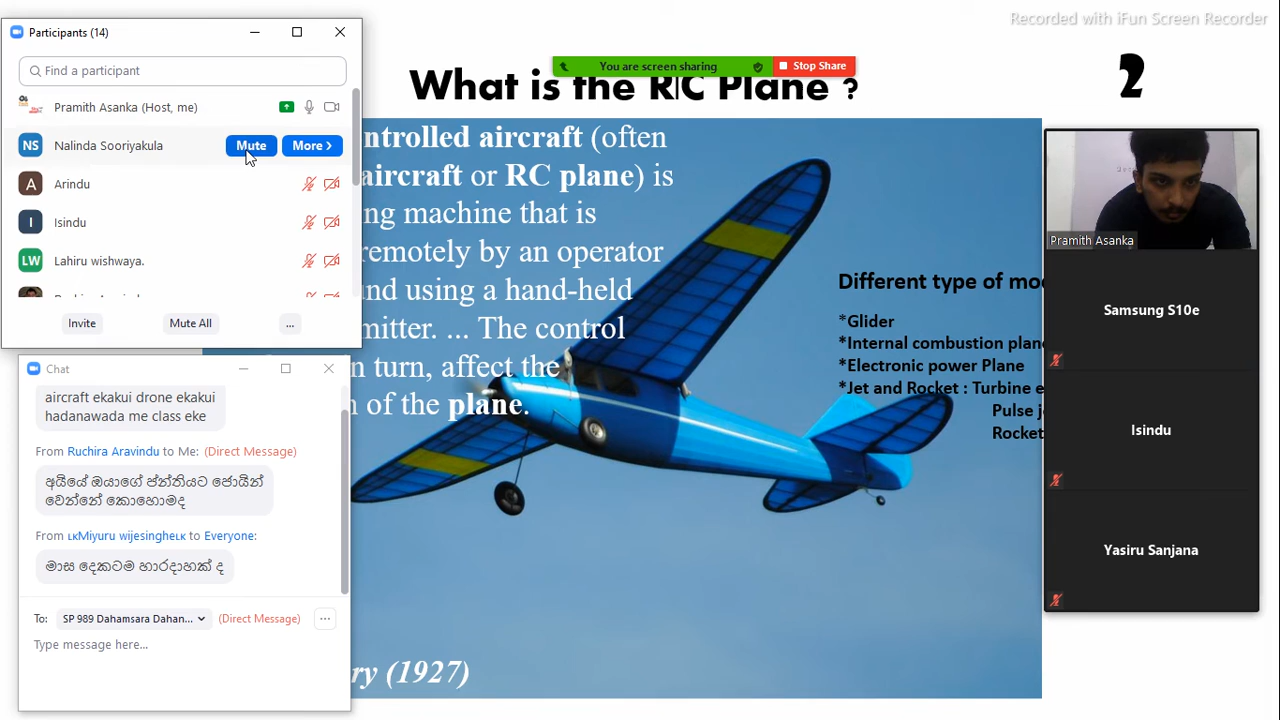 Recorded with iFun Screen Recorder
Participants (14)
Find a participant
Pramith Asanka (Host, me)
NS Nalinda Sooriyakula Mute More
A Arindu
I Isindu
LW Lahiru wishwaya.
Invite Mute All ...
Chat
aircraft ekakui drone ekakui
hadanawada me class eke
From Ruchira Aravindu to Me: (Direct Message)
අයියේ ඔයාගේ ප්න්තියට ජොයින්
වෙන්නේ කොහොමද
From ʟᴋMiyuru wijesingheʟᴋ to Everyone:
මාස දෙකටම හාරදාහක් ද
To: SP 989 Dahamsara Dahan... (Direct Message) ...
Type message here...
You are screen sharing Stop Share
What is the R/C Plane ?
2
ntrolled aircraft (often
aircraft or RC plane) is
ng machine that is
remotely by an operator
nd using a hand-held
mitter. ... The control
n turn, affect the
n of the plane.
ry (1927)
Different type of mo
*Glider
*Internal combustion plan
*Electronic power Plane
*Jet and Rocket : Turbine e
Pulse j
Rocket
Pramith Asanka
Samsung S10e
Isindu
Yasiru Sanjana